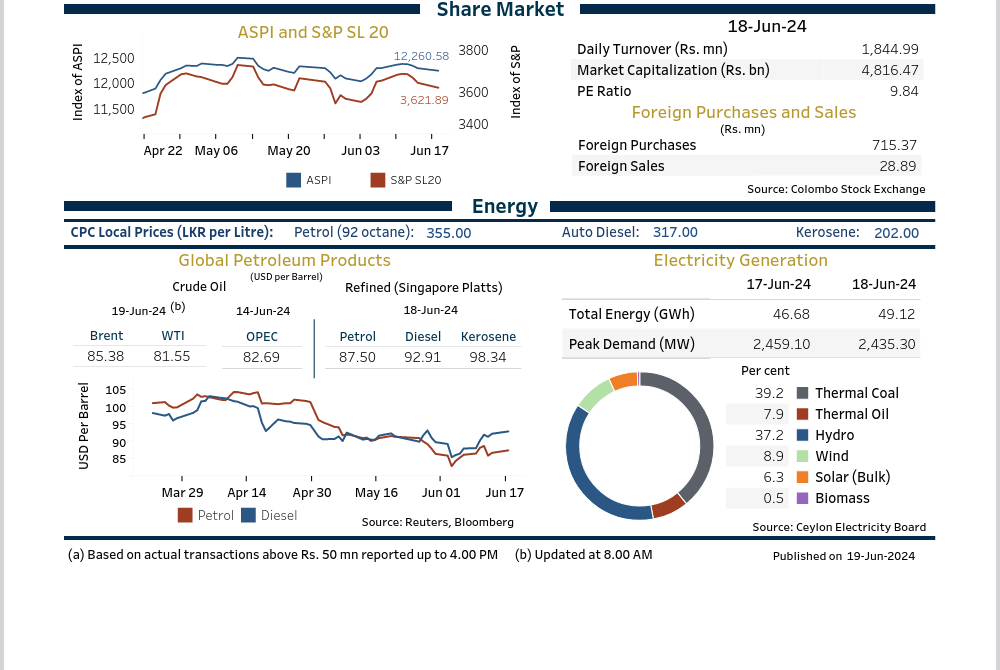 Share Market
ASPI and S&P SL 20
Index of ASPI
12,500
12,000
11,500
12,260.58
3,621.89
3800
3600
3400
Index of S&P
Apr 22 May 06 May 20 Jun 03 Jun 17
ASPI S&P SL20
18-Jun-24
Daily Turnover (Rs. mn) 1,844.99
Market Capitalization (Rs. bn) 4,816.47
PE Ratio 9.84
Foreign Purchases and Sales
(Rs. mn)
Foreign Purchases 715.37
Foreign Sales 28.89
Source: Colombo Stock Exchange
Energy
CPC Local Prices (LKR per Litre): Petrol (92 octane): 355.00 Auto Diesel: 317.00 Kerosene: 202.00
Global Petroleum Products
(USD per Barrel)
Crude Oil Refined (Singapore Platts)
19-Jun-24 (b) 14-Jun-24 18-Jun-24
Brent WTI OPEC Petrol Diesel Kerosene
85.38 81.55 82.69 87.50 92.91 98.34
USD Per Barrel
105
100
95
90
85
Mar 29 Apr 14 Apr 30 May 16 Jun 01 Jun 17
Petrol Diesel
Source: Reuters, Bloomberg
Electricity Generation
17-Jun-24 18-Jun-24
Total Energy (GWh) 46.68 49.12
Peak Demand (MW) 2,459.10 2,435.30
Per cent
39.2 Thermal Coal
7.9 Thermal Oil
37.2 Hydro
8.9 Wind
6.3 Solar (Bulk)
0.5 Biomass
Source: Ceylon Electricity Board
(a) Based on actual transactions above Rs. 50 mn reported up to 4.00 PM (b) Updated at 8.00 AM Published on 19-Jun-2024